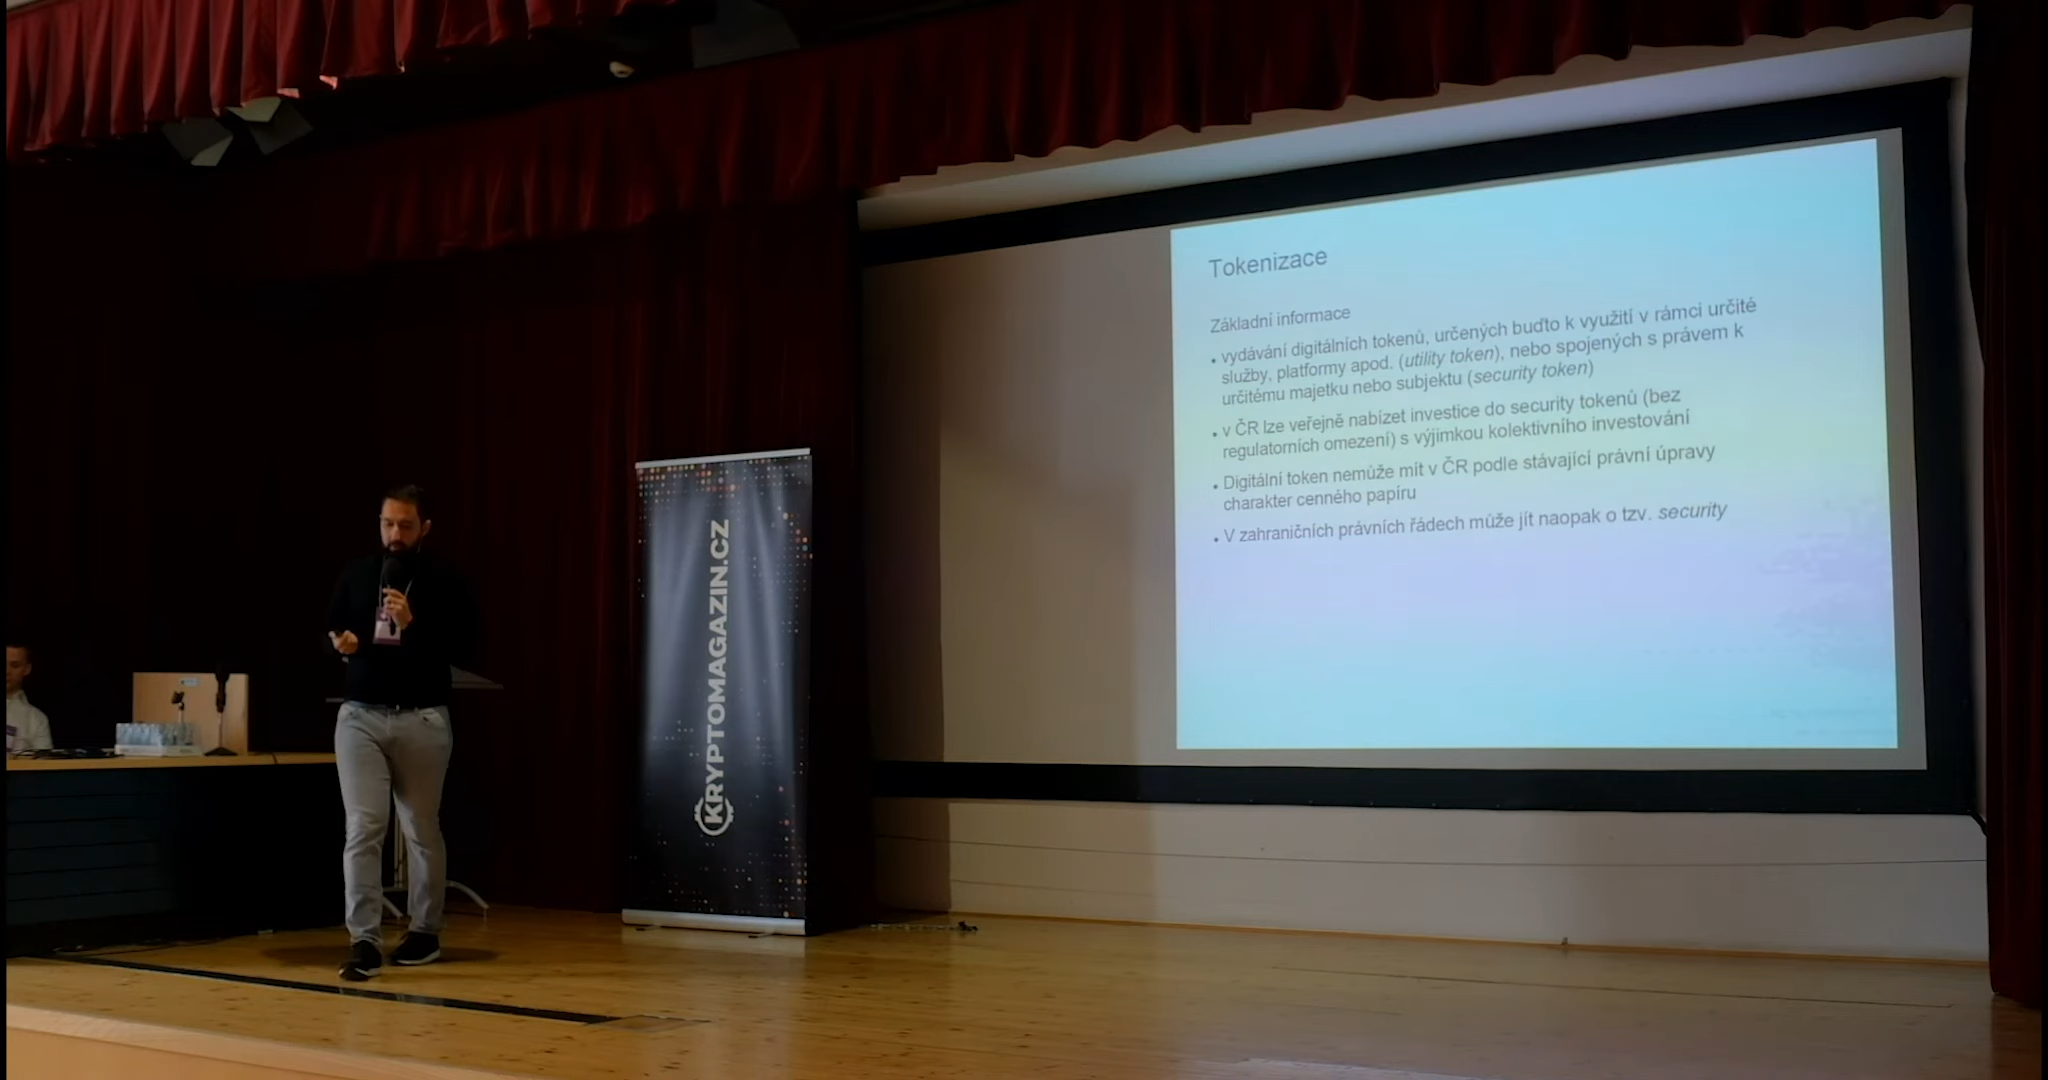 Tokenizace
Základní informace
• vydávání digitálních tokenů, určených buďto k využití v rámci určité
služby, platformy apod. (utility token), nebo spojených s právem k
určitému majetku nebo subjektu (security token)
• v ČR lze veřejně nabízet investice do security tokenů (bez
regulatorních omezení) s výjimkou kolektivního investování
• Digitální token nemůže mít v ČR podle stávající právní úpravy
charakter cenného papíru
• V zahraničních právních řádech může jít naopak o tzv. security
KRYPTOMAGAZIN.CZ